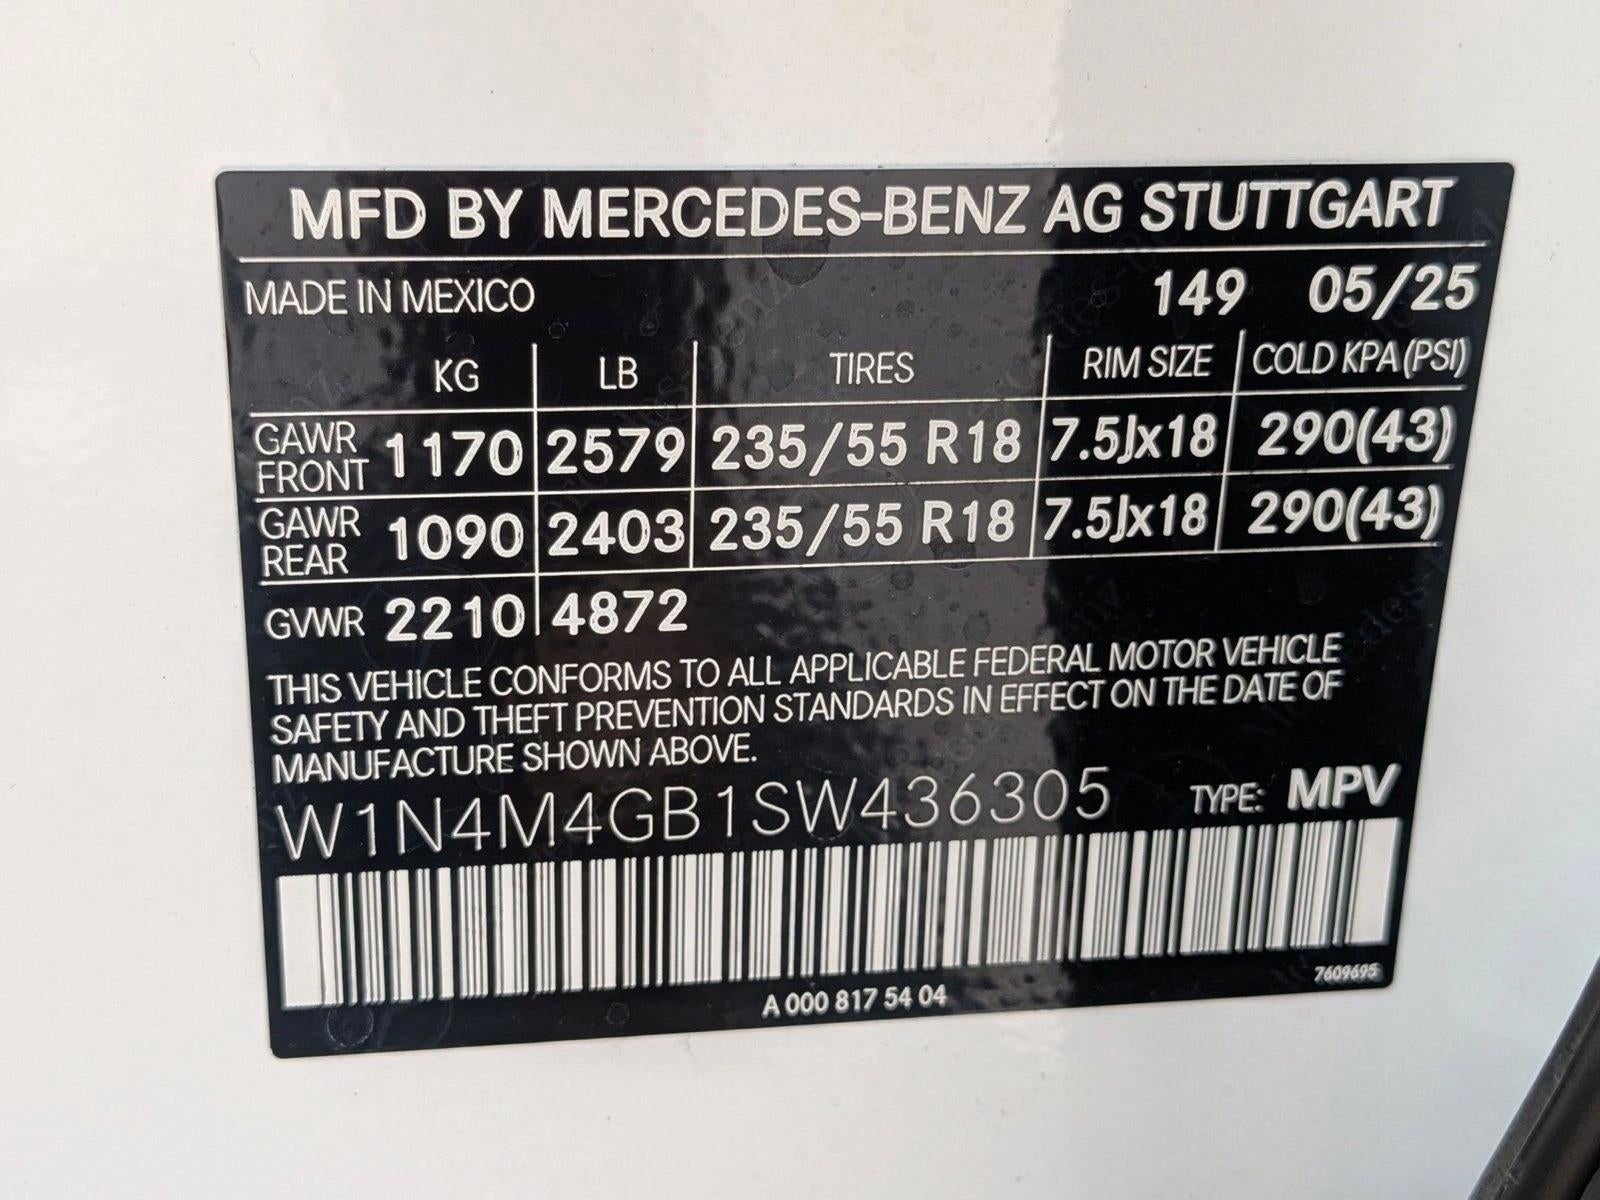 MFD BY MERCEDES-BENZ AG STUTTGART
MADE IN MEXICO 149 05/25
KG LB TIRES RIM SIZE COLD KPA(PSI)
GAWR FRONT 1170 2579 235/55 R18 7.5Jx18 290(43)
GAWR REAR 1090 2403 235/55 R18 7.5Jx18 290(43)
GVWR 2210 4872
THIS VEHICLE CONFORMS TO ALL APPLICABLE FEDERAL MOTOR VEHICLE
SAFETY AND THEFT PREVENTION STANDARDS IN EFFECT ON THE DATE OF
MANUFACTURE SHOWN ABOVE.
W1N4M4GB1SW436305 TYPE: MPV
7609695
A 000 817 54 04